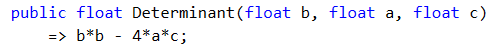 public float Determinant(float b, float a, float c)
=> b*b - 4*a*c;